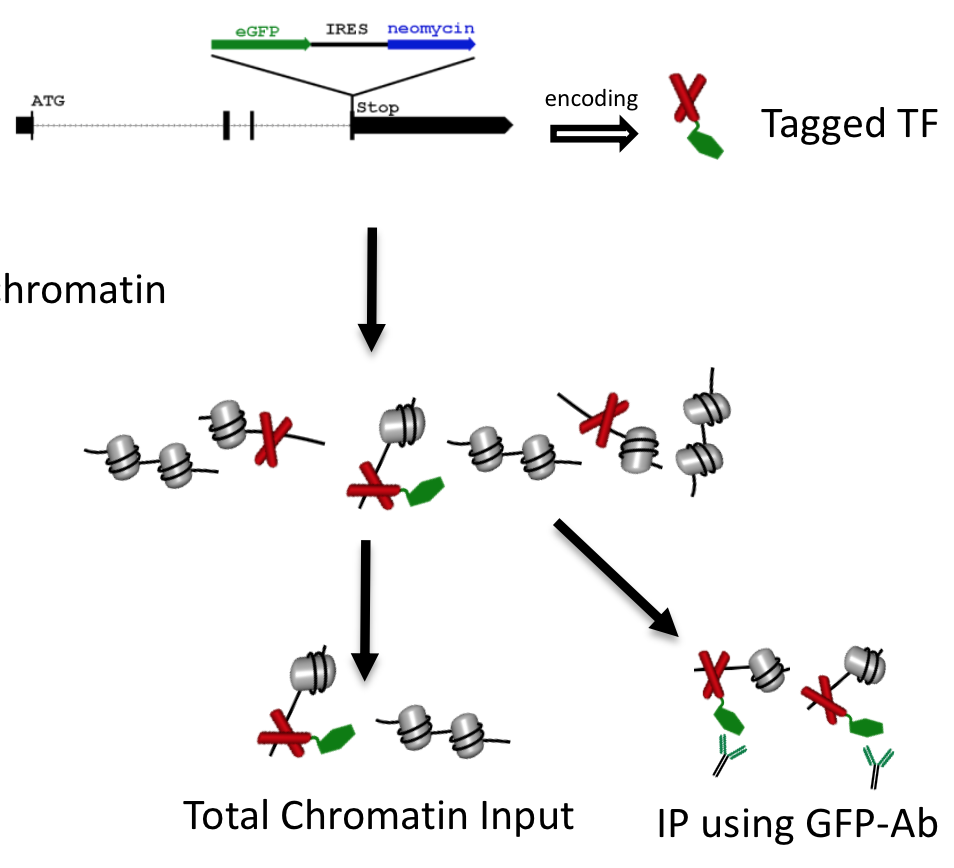 eGFP IRES neomycin
ATG
Stop
encoding
Tagged TF
hromatin
Total Chromatin Input
IP using GFP-Ab